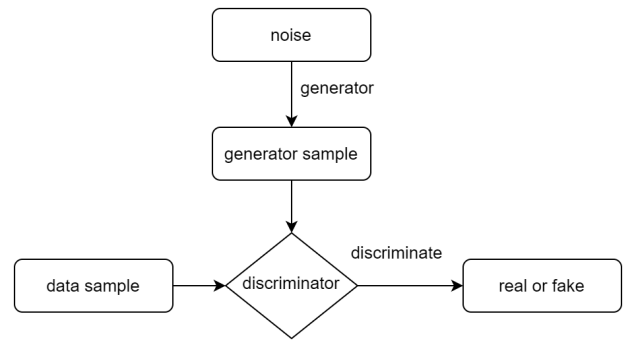 noise
generator
generator sample
discriminate
data sample
discriminator
real or fake